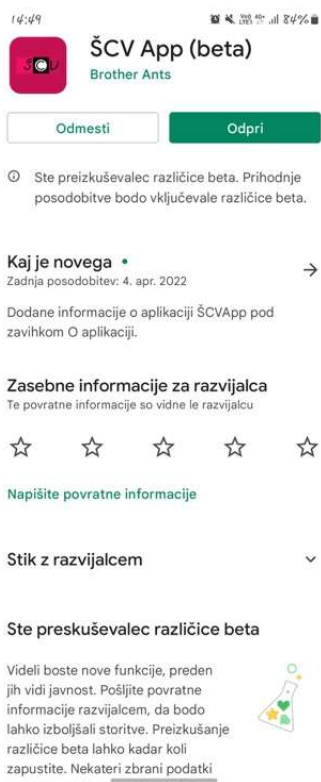 14:49
84%
ŠCV App (beta)
Brother Ants
Odmesti
Odpri
Ste preizkuševalec različice beta. Prihodnje
posodobitve bodo vključevale različice beta.
Kaj je novega
Zadnja posodobitev: 4. apr. 2022
Dodane informacije o aplikaciji ŠCVApp pod
zavihkom O aplikaciji.
Zasebne informacije za razvijalca
Te povratne informacije so vidne le razvijalcu
Napišite povratne informacije
Stik z razvijalcem
Ste preskuševalec različice beta
Videli boste nove funkcije, preden
jih vidi javnost. Pošljite povratne
informacije razvijalcem, da bodo
lahko izboljšali storitve. Preizkušanje
različice beta lahko kadar koli
zapustite. Nekateri zbrani podatki